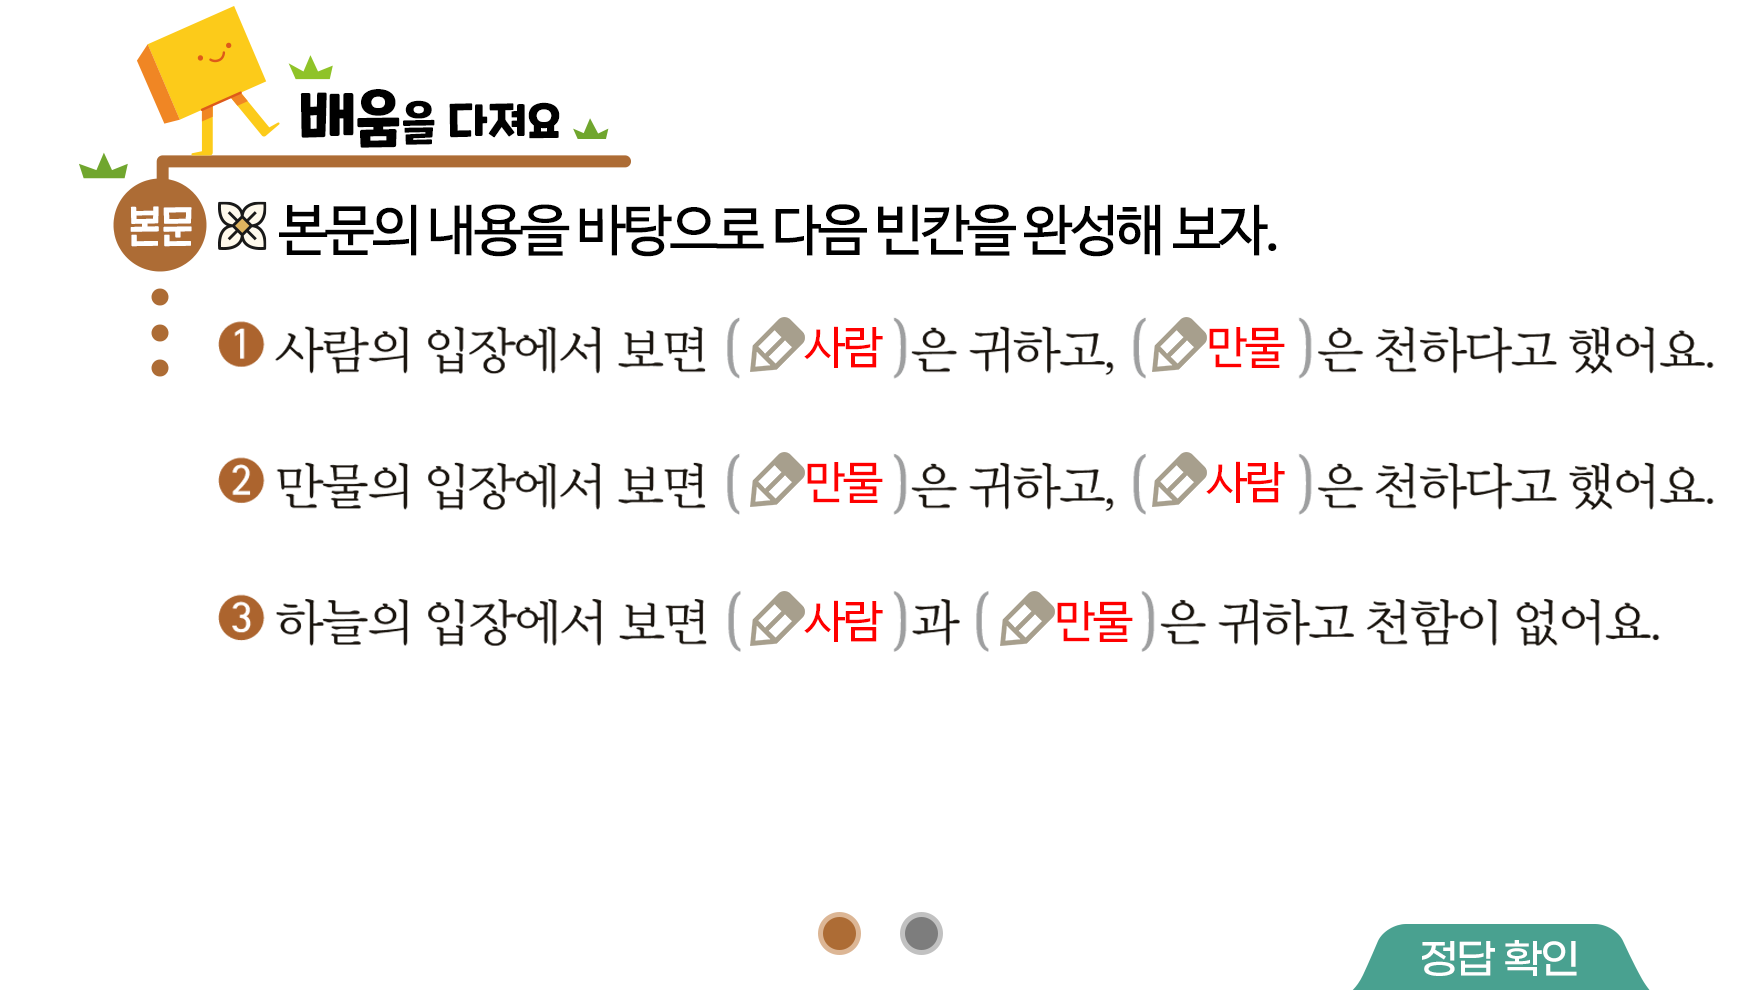 배움을 다져요
본문 본문의 내용을 바탕으로 다음 빈칸을 완성해 보자.
1 사람의 입장에서 보면 ( 사람 )은 귀하고, ( 만물 )은 천하다고 했어요.
2 만물의 입장에서 보면 ( 만물 )은 귀하고, ( 사람 )은 천하다고 했어요.
3 하늘의 입장에서 보면 ( 사람 )과 ( 만물 )은 귀하고 천함이 없어요.
정답 확인